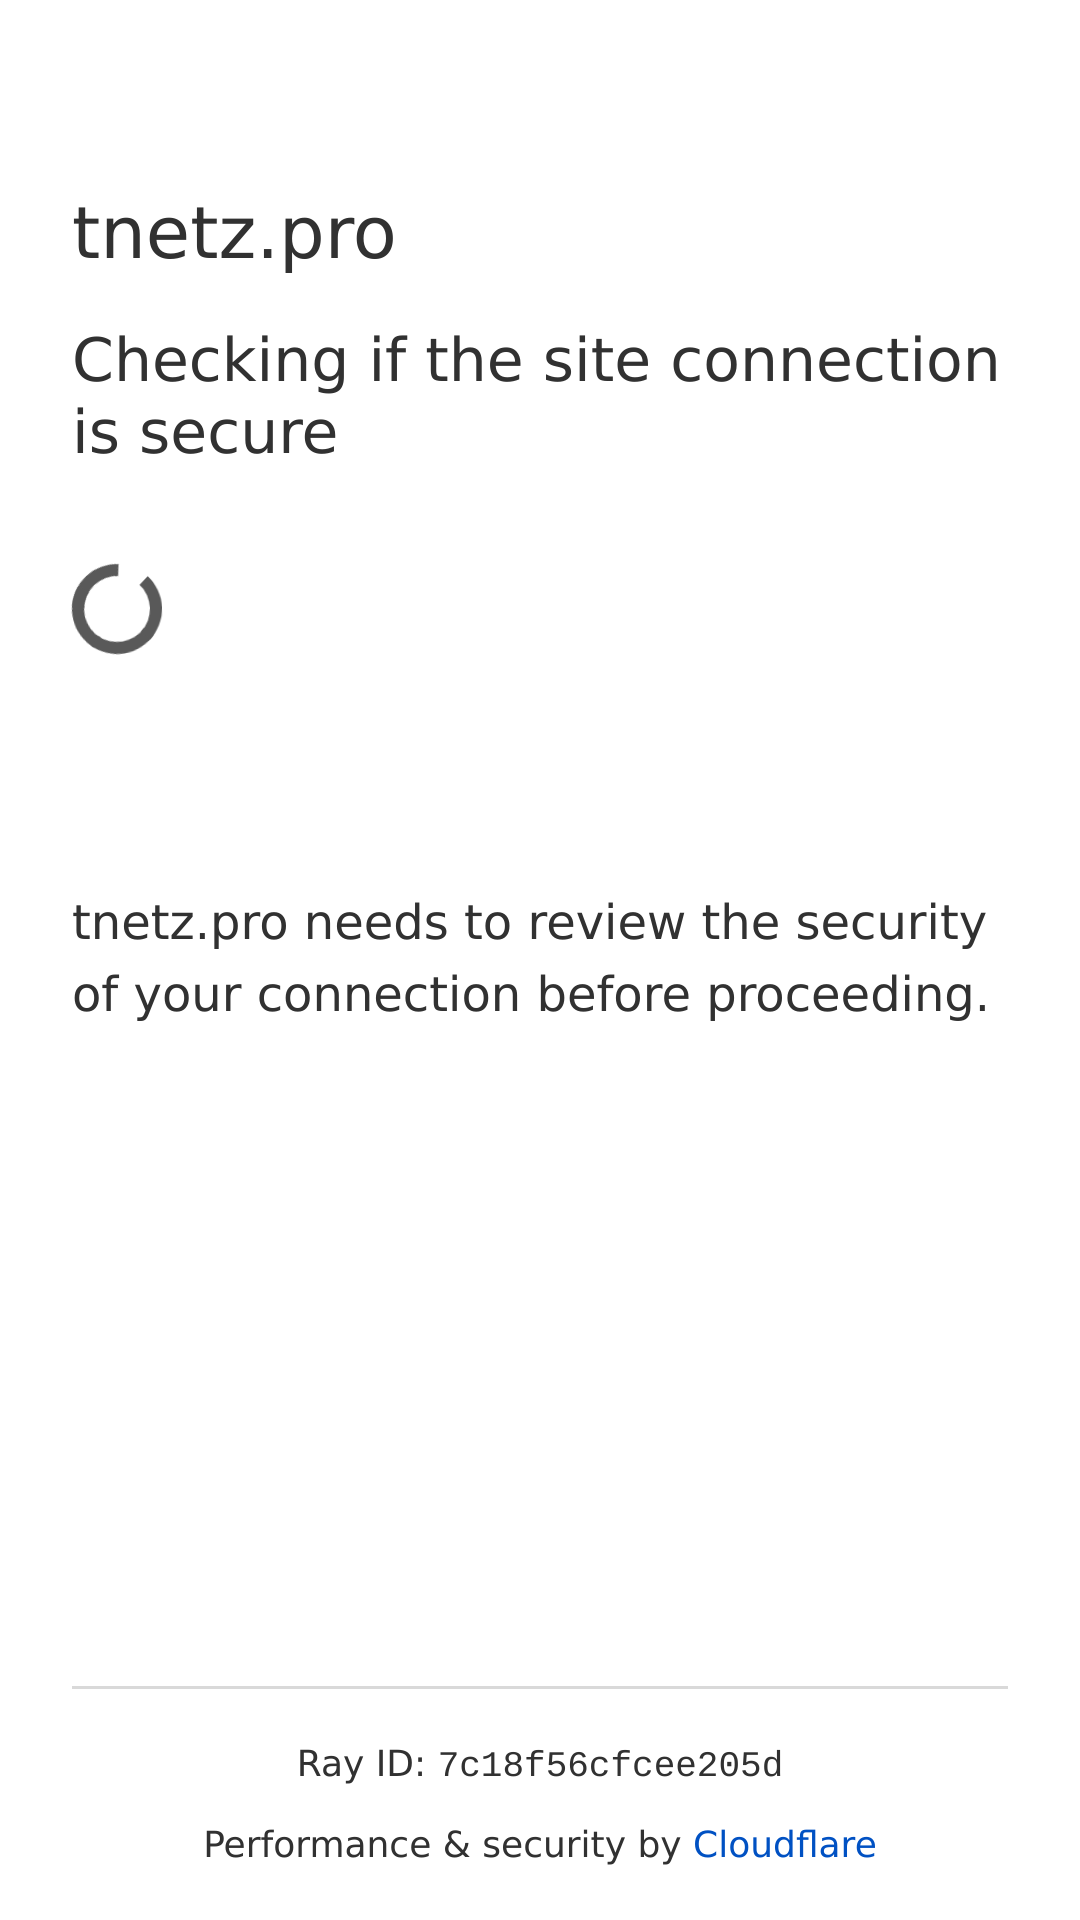 tnetz.pro
Checking if the site connection
is secure
tnetz.pro needs to review the security
of your connection before proceeding.
Ray ID: 7c18f56cfcee205d
Performance & security by Cloudflare